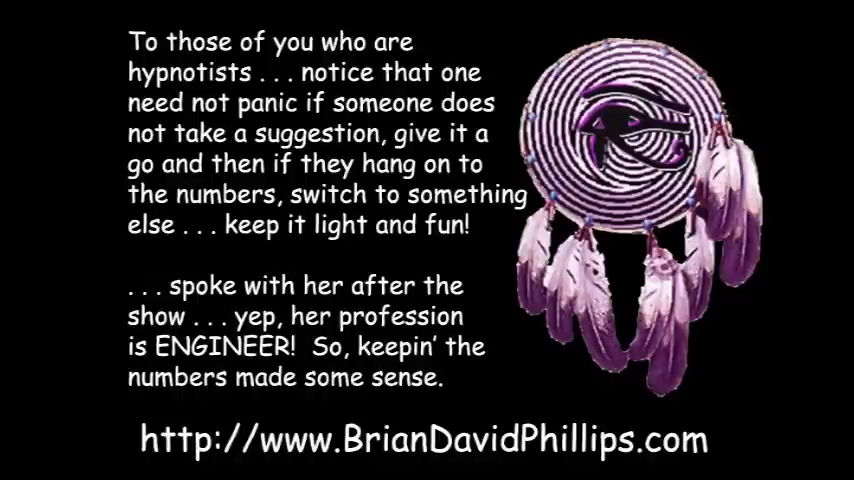 To those of you who are
hypnotists . . . notice that one
need not panic if someone does
not take a suggestion, give it a
go and then if they hang on to
the numbers, switch to something
else . . . keep it light and fun!
. . . spoke with her after the
show . . . yep, her profession
is ENGINEER! So, keepin' the
numbers made some sense.
http://www.BrianDavidPhillips.com